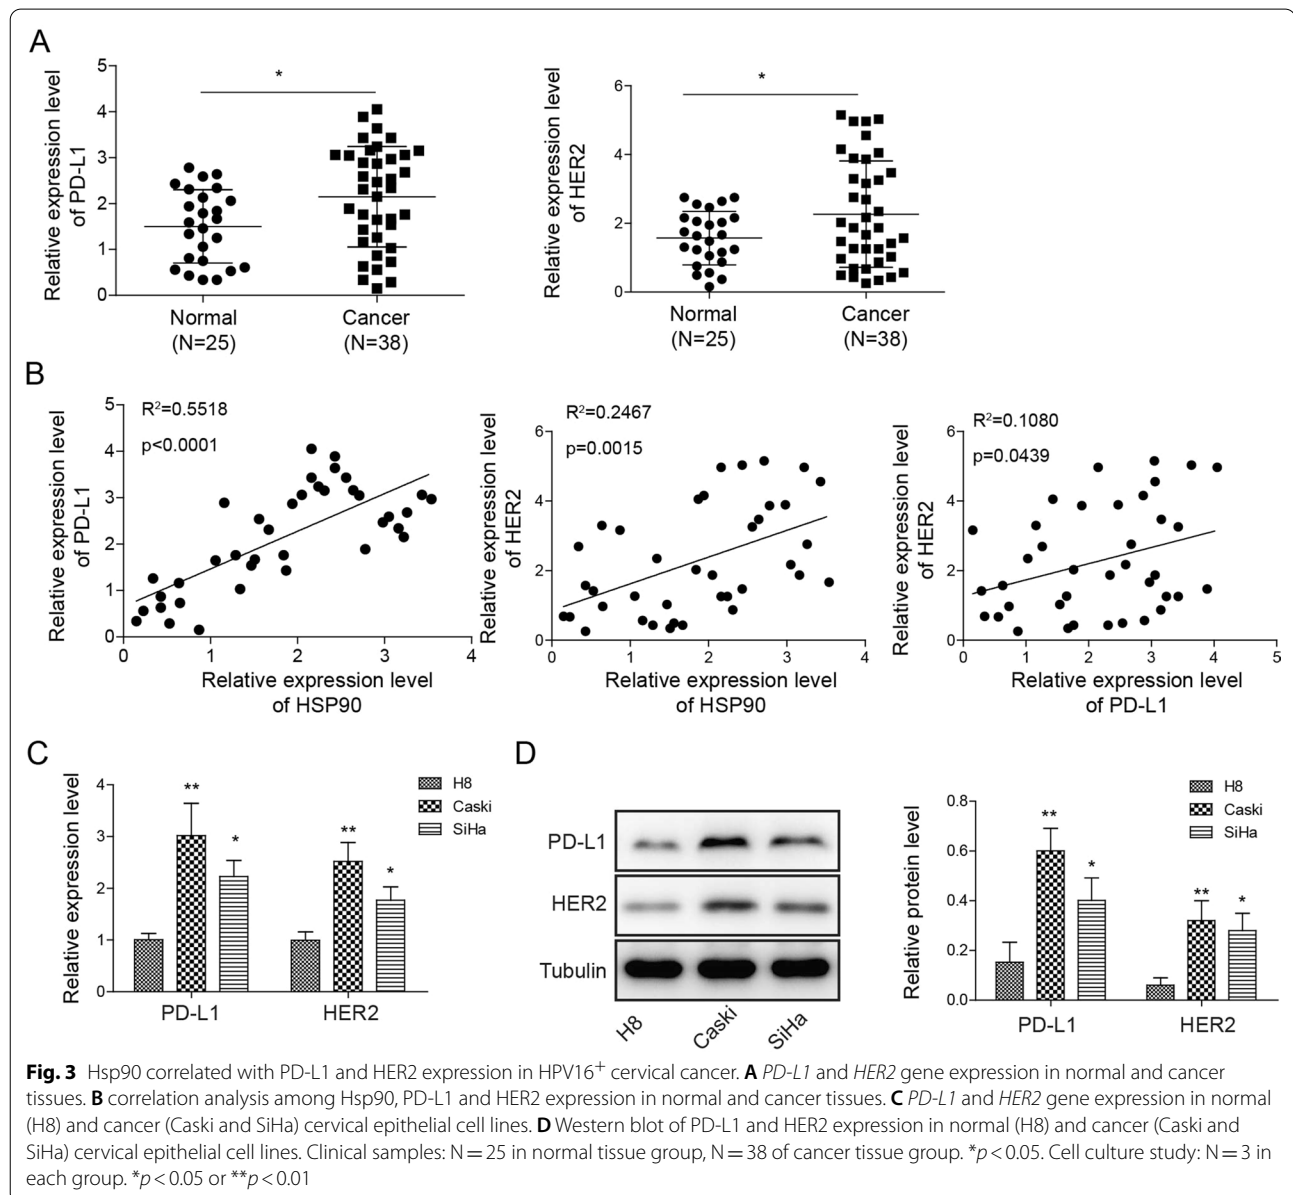 A
Relative expression level
of PD-L1
5
4
3
2
1
0
*
Normal
(N=25)
Cancer
(N=38)
Relative expression level
of HER2
6
4
2
0
*
Normal
(N=25)
Cancer
(N=38)
B
Relative expression level
of PD-L1
5
4
3
2
1
0
R²=0.5518
p<0.0001
0 1 2 3 4
Relative expression level
of HSP90
Relative expression level
of HER2
6
4
2
0
R²=0.2467
p=0.0015
0 1 2 3 4
Relative expression level
of HSP90
Relative expression level
of HER2
6
4
2
0
R²=0.1080
p=0.0439
0 1 2 3 4 5
Relative expression level
of PD-L1
C
Relative expression level
4
3
2
1
0
** * ** *
H8
Caski
SiHa
PD-L1 HER2
D
PD-L1
HER2
Tubulin
H8 Caski SiHa
Relative protein level
0.8
0.6
0.4
0.2
0.0
** * ** *
H8
Caski
SiHa
PD-L1 HER2
Fig. 3 Hsp90 correlated with PD-L1 and HER2 expression in HPV16⁺ cervical cancer. A PD-L1 and HER2 gene expression in normal and cancer
tissues. B correlation analysis among Hsp90, PD-L1 and HER2 expression in normal and cancer tissues. C PD-L1 and HER2 gene expression in normal
(H8) and cancer (Caski and SiHa) cervical epithelial cell lines. D Western blot of PD-L1 and HER2 expression in normal (H8) and cancer (Caski and
SiHa) cervical epithelial cell lines. Clinical samples: N = 25 in normal tissue group, N = 38 of cancer tissue group. *p < 0.05. Cell culture study: N = 3 in
each group. *p < 0.05 or **p < 0.01